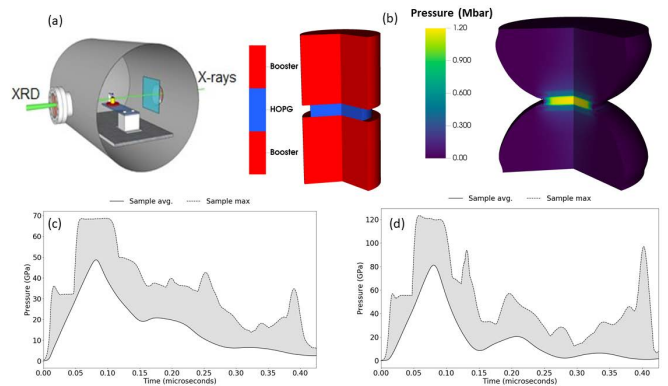 (a)
XRD
X-rays
Booster
HOPG
Booster
(b)
Pressure (Mbar)
1.20
0.900
0.600
0.300
0.00
Sample avg. Sample max
(c)
Pressure (GPa)
70
60
50
40
30
20
10
0
0.00 0.05 0.10 0.15 0.20 0.25 0.30 0.35 0.40
Time (microseconds)
Sample avg. Sample max
(d)
Pressure (GPa)
120
100
80
60
40
20
0
0.00 0.05 0.10 0.15 0.20 0.25 0.30 0.35 0.40
Time (microseconds)